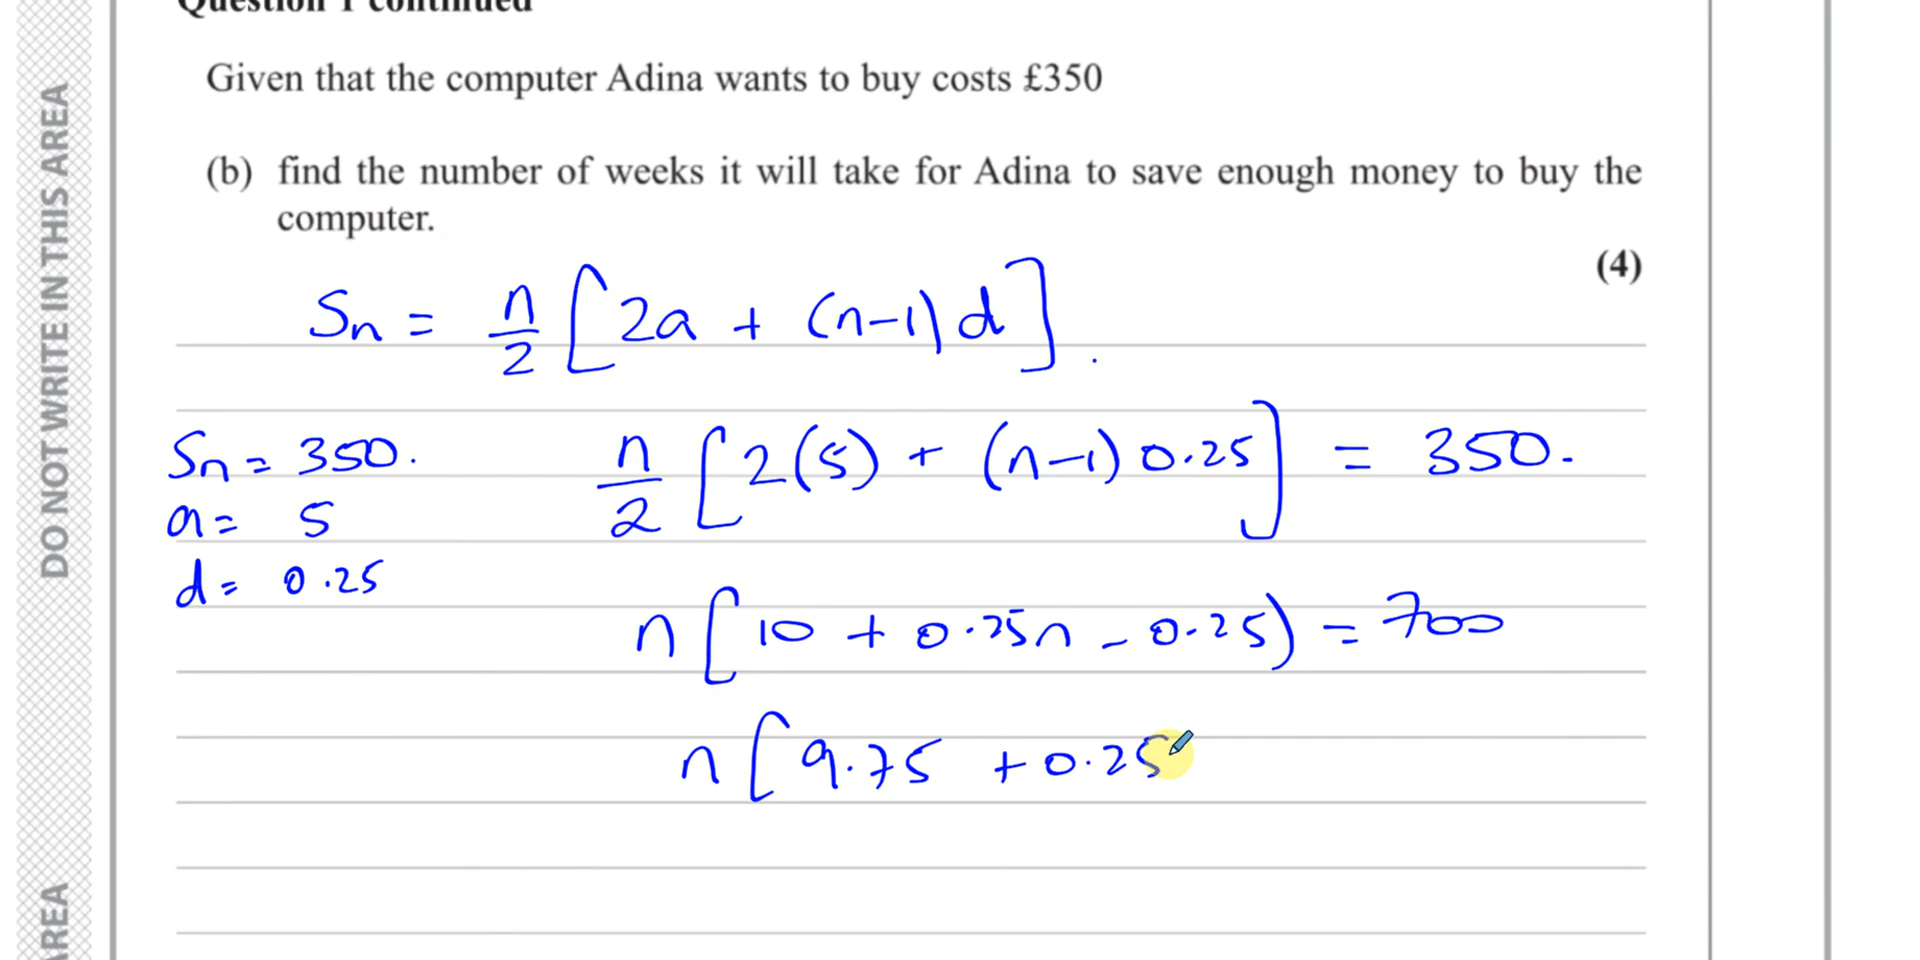 Question 1 continued
Given that the computer Adina wants to buy costs £350
(b) find the number of weeks it will take for Adina to save enough money to buy the
computer.
(4)
Sn = n/2 [2a + (n-1)d].
Sn = 350.
a = 5
d = 0.25
n/2 [2(5) + (n-1) 0.25] = 350.
n[10 + 0.25n - 0.25) = 700
n[9.75 + 0.25
DO NOT WRITE IN THIS AREA
AREA